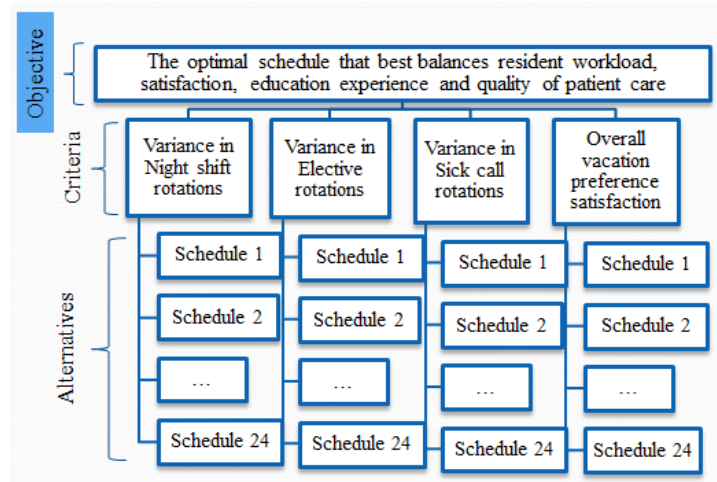 Objective
The optimal schedule that best balances resident workload,
satisfaction, education experience and quality of patient care
Criteria
Variance in
Night shift
rotations
Variance in
Elective
rotations
Variance in
Sick call
rotations
Overall
vacation
preference
satisfaction
Alternatives
Schedule 1
Schedule 1
Schedule 1
Schedule 1
Schedule 2
Schedule 2
Schedule 2
Schedule 2
...
...
...
...
Schedule 24
Schedule 24
Schedule 24
Schedule 24